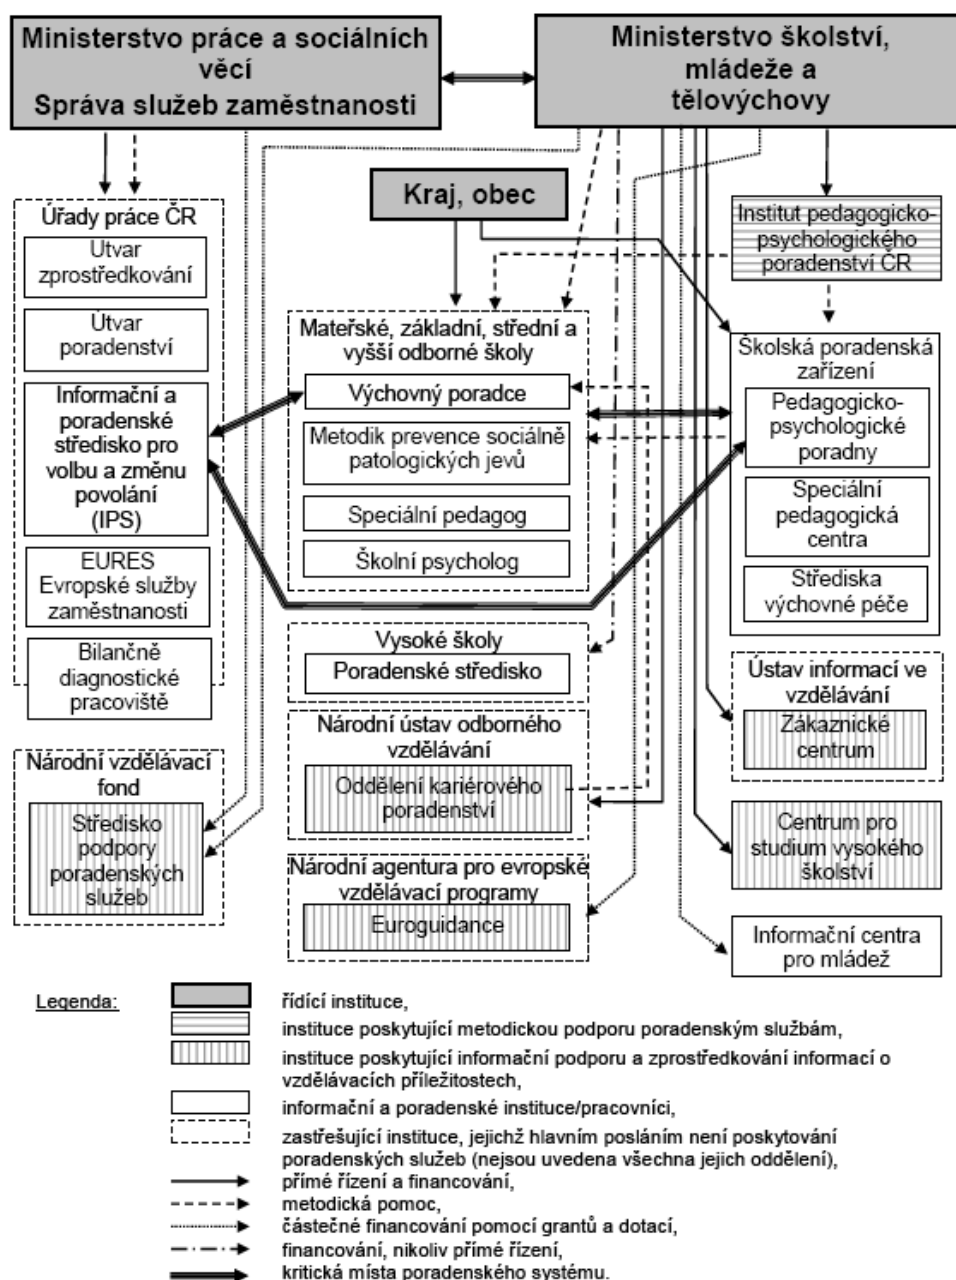 Ministerstvo práce a sociálních
věcí
Správa služeb zaměstnanosti
Ministerstvo školství,
mládeže a
tělovýchovy
Kraj, obec
Institut pedagogicko-
psychologického
poradenství ČR
Úřady práce ČR
Útvar
zprostředkování
Útvar
poradenství
Informační a
poradenské
středisko pro
volbu a změnu
povolání
(IPS)
EURES
Evropské služby
zaměstnanosti
Bilančně
diagnostické
pracoviště
Národní vzdělávací
fond
Středisko
podpory
poradenských
služeb
Mateřské, základní, střední a
vyšší odborné školy
Výchovný poradce
Metodik prevence sociálně
patologických jevů
Speciální pedagog
Školní psycholog
Vysoké školy
Poradenské středisko
Národní ústav odborného
vzdělávání
Oddělení kariérového
poradenství
Národní agentura pro evropské
vzdělávací programy
Euroguidance
Školská poradenská
zařízení
Pedagogicko-
psychologické
poradny
Speciální
pedagogická
centra
Střediska
výchovné péče
Ústav informací ve
vzdělávání
Zákaznické
centrum
Centrum pro
studium vysokého
školství
Informační centra
pro mládež
Legenda:
řídící instituce,
instituce poskytující metodickou podporu poradenským službám,
instituce poskytující informační podporu a zprostředkování informací o
vzdělávacích příležitostech,
informační a poradenské instituce/pracovníci,
zastřešující instituce, jejichž hlavním posláním není poskytování
poradenských služeb (nejsou uvedena všechna jejich oddělení),
přímé řízení a financování,
metodická pomoc,
částečné financování pomocí grantů a dotací,
financování, nikoliv přímé řízení,
kritická místa poradenského systému.